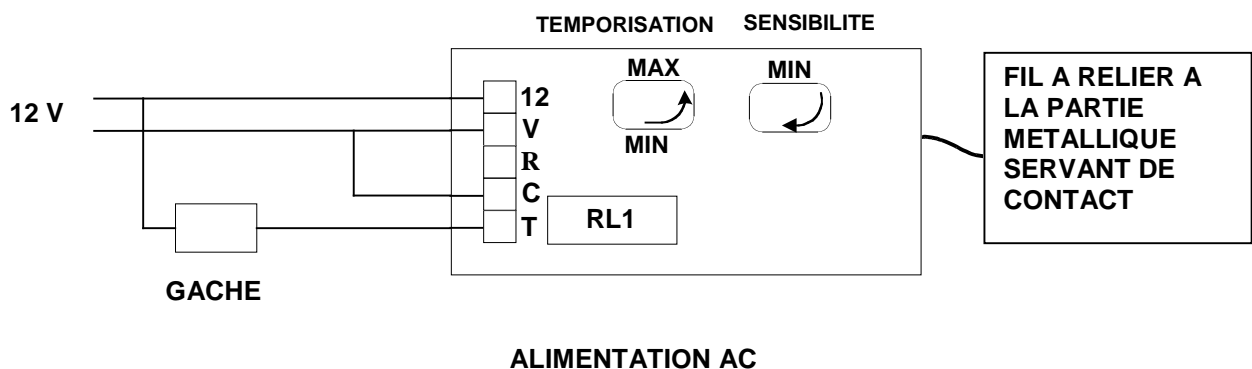 TEMPORISATION SENSIBILITE
MAX
MIN
MIN
12 V
12
V
R
C
T
RL1
GACHE
FIL A RELIER A
LA PARTIE
METALLIQUE
SERVANT DE
CONTACT
ALIMENTATION AC